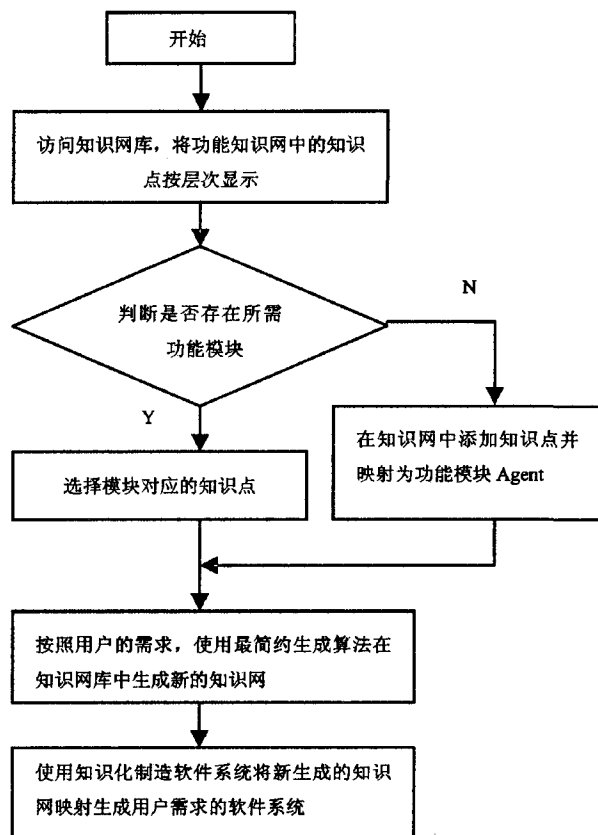 开始
访问知识网库，将功能知识网中的知识
点按层次显示
判断是否存在所需
功能模块
N
Y
在知识网中添加知识点并
映射为功能模块 Agent
选择模块对应的知识点
按照用户的需求，使用最简约生成算法在
知识网库中生成新的知识网
使用知识化制造软件系统将新生成的知识
网映射生成用户需求的软件系统